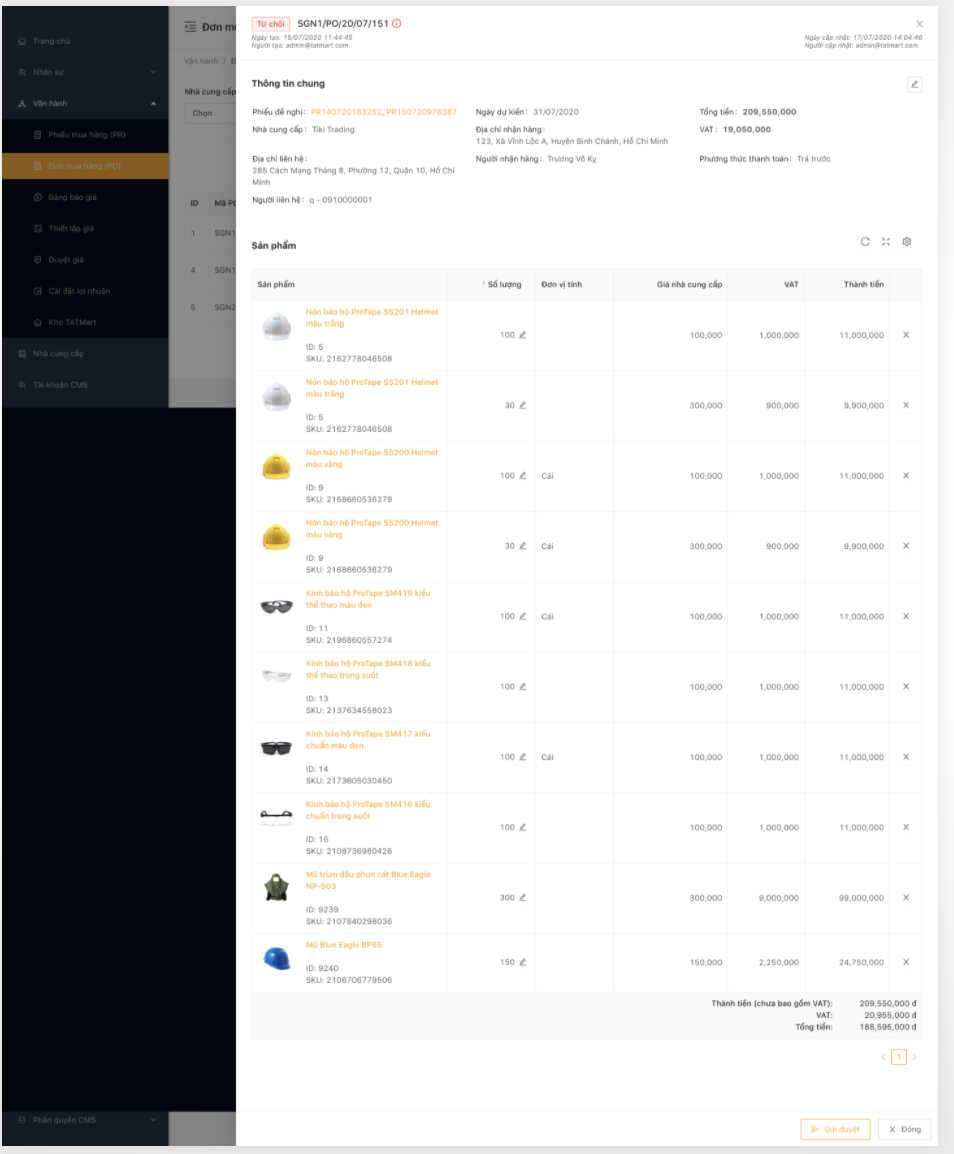 Trang chủ
Nhân sự
Vận hành
Phiếu mua hàng (PR)
Đơn mua hàng (PO)
Bảng báo giá
Thiết lập giá
Duyệt giá
Cài đặt lợi nhuận
Kho TATMart
Nhà cung cấp
Tài khoản CMS
Phân quyền CMS
Đơn m
Vận hành / Đ
Nhà cung cấp
Chọn
ID Mã PO
1 SGN1
4 SGN1
5 SGN2
Từ chối SGN1/PO/20/07/151
Ngày tạo: 15/07/2020 11:44:45
Người tạo: admin@tatmart.com
Ngày cập nhật: 17/07/2020 14:04:46
Người cập nhật: admin@tatmart.com
Thông tin chung
Phiếu đề nghị: PR140720163252, PR150720976387
Ngày dự kiến: 31/07/2020
Tổng tiền: 209,550,000
Nhà cung cấp: Tiki Trading
Địa chỉ nhận hàng:
123, Xã Vĩnh Lộc A, Huyện Bình Chánh, Hồ Chí Minh
VAT: 19,050,000
Địa chỉ liên hệ:
285 Cách Mạng Tháng 8, Phường 12, Quận 10, Hồ Chí
Minh
Người nhận hàng: Trương Võ Kỵ
Phương thức thanh toán: Trả trước
Người liên hệ: q - 0910000001
Sản phẩm
Sản phẩm * Số lượng Đơn vị tính Giá nhà cung cấp VAT Thành tiền
Nón bảo hộ ProTape SS201 Helmet
màu trắng
ID: 5
SKU: 2162778046508
100 100,000 1,000,000 11,000,000
Nón bảo hộ ProTape SS201 Helmet
màu trắng
ID: 5
SKU: 2162778046508
30 300,000 900,000 9,900,000
Nón bảo hộ ProTape SS200 Helmet
màu vàng
ID: 9
SKU: 2168660536279
100 Cái 100,000 1,000,000 11,000,000
Nón bảo hộ ProTape SS200 Helmet
màu vàng
ID: 9
SKU: 2168660536279
30 Cái 300,000 900,000 9,900,000
Kính bảo hộ ProTape SM419 kiểu
thể thao màu đen
ID: 11
SKU: 2196860557274
100 Cái 100,000 1,000,000 11,000,000
Kính bảo hộ ProTape SM418 kiểu
thể thao trong suốt
ID: 13
SKU: 2137634558023
100 100,000 1,000,000 11,000,000
Kính bảo hộ ProTape SM417 kiểu
chuẩn màu đen
ID: 14
SKU: 2173605030450
100 Cái 100,000 1,000,000 11,000,000
Kính bảo hộ ProTape SM416 kiểu
chuẩn trong suốt
ID: 16
SKU: 2108736980426
100 100,000 1,000,000 11,000,000
Mũ trùm đầu phun cát Blue Eagle
NP-503
ID: 9239
SKU: 2107840298036
300 300,000 9,000,000 99,000,000
Mũ Blue Eagle BP65
ID: 9240
SKU: 2106706779506
150 150,000 2,250,000 24,750,000
Thành tiền (chưa bao gồm VAT): 209,550,000 đ
VAT: 20,955,000 đ
Tổng tiền: 188,595,000 đ
1
Gửi duyệt
Đóng